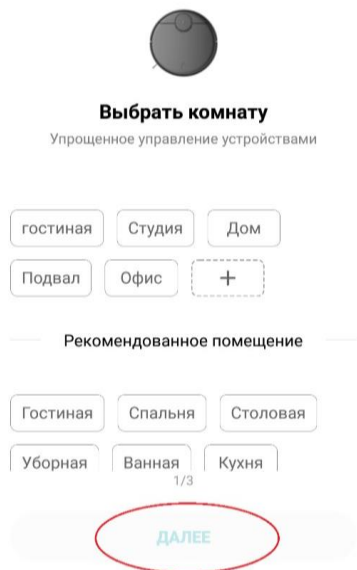 Выбрать комнату
Упрощенное управление устройствами
гостиная Студия Дом
Подвал Офис +
Рекомендованное помещение
Гостиная Спальня Столовая
Уборная Ванная Кухня
1/3
ДАЛЕЕ